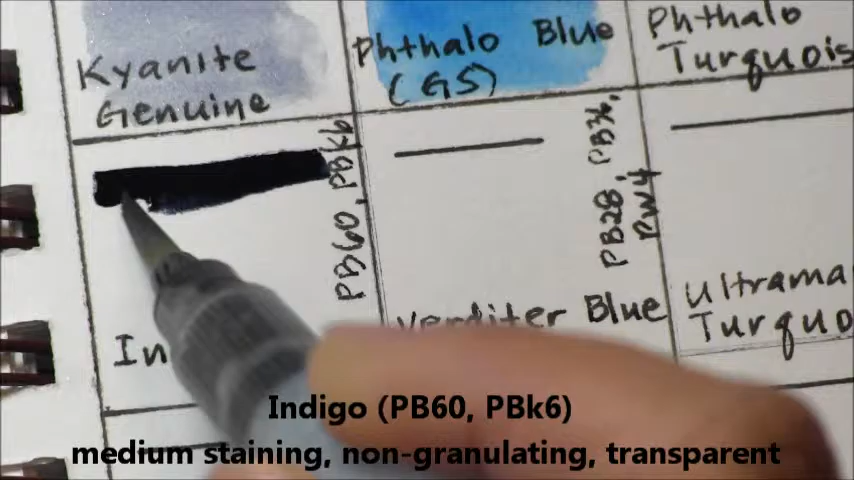 Kyanite
Genuine
Phthalo Blue
(GS)
Phthalo
Turquois
PB60, PBk6
In
PB28, PB36,
PW4
Verditer Blue
Ultrama
Turquo
Indigo (PB60, PBk6)
medium staining, non-granulating, transparent